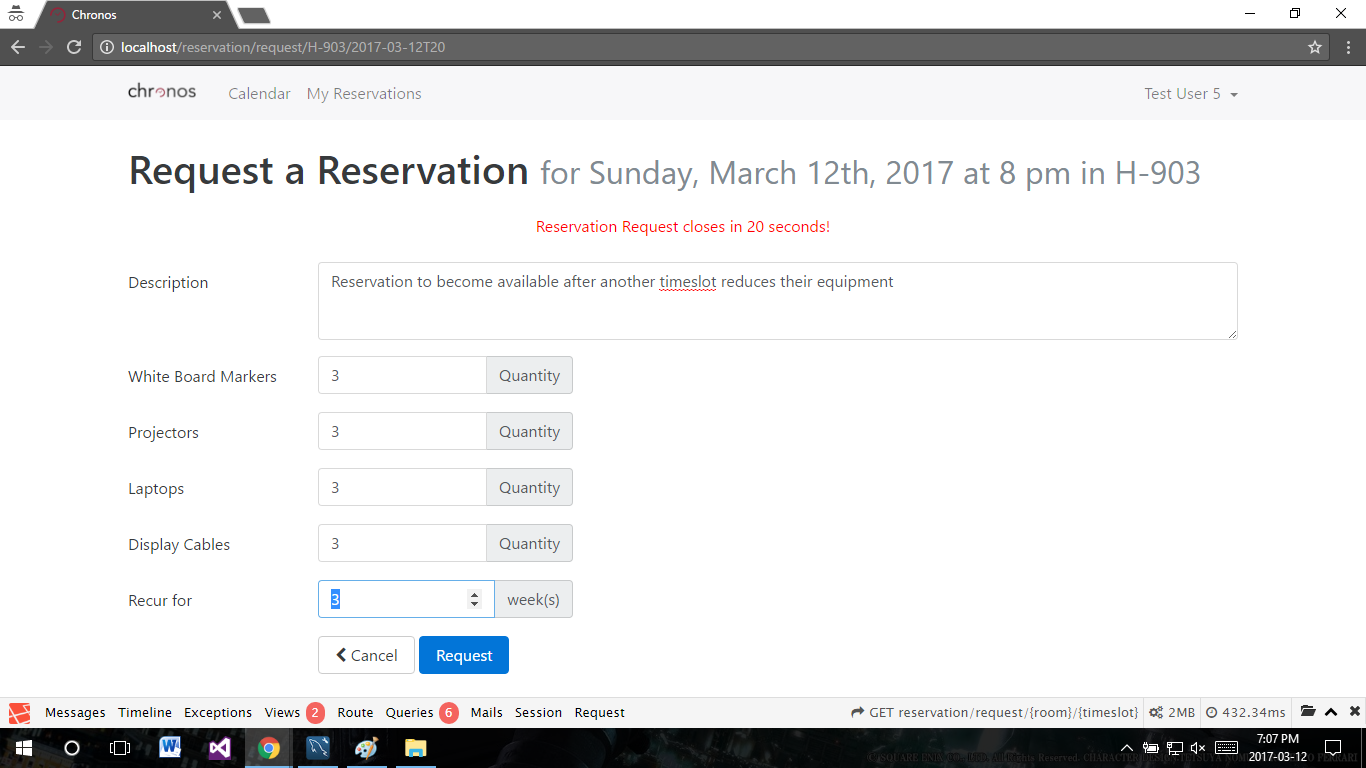 Chronos
localhost/reservation/request/H-903/2017-03-12T20
chronos Calendar My Reservations Test User 5
Request a Reservation for Sunday, March 12th, 2017 at 8 pm in H-903
Reservation Request closes in 20 seconds!
Description Reservation to become available after another timeslot reduces their equipment
White Board Markers 3 Quantity
Projectors 3 Quantity
Laptops 3 Quantity
Display Cables 3 Quantity
Recur for 3 week(s)
Cancel Request
Messages Timeline Exceptions Views 2 Route Queries 6 Mails Session Request GET reservation/request/{room}/{timeslot} 2MB 432.34ms
7:07 PM
2017-03-12